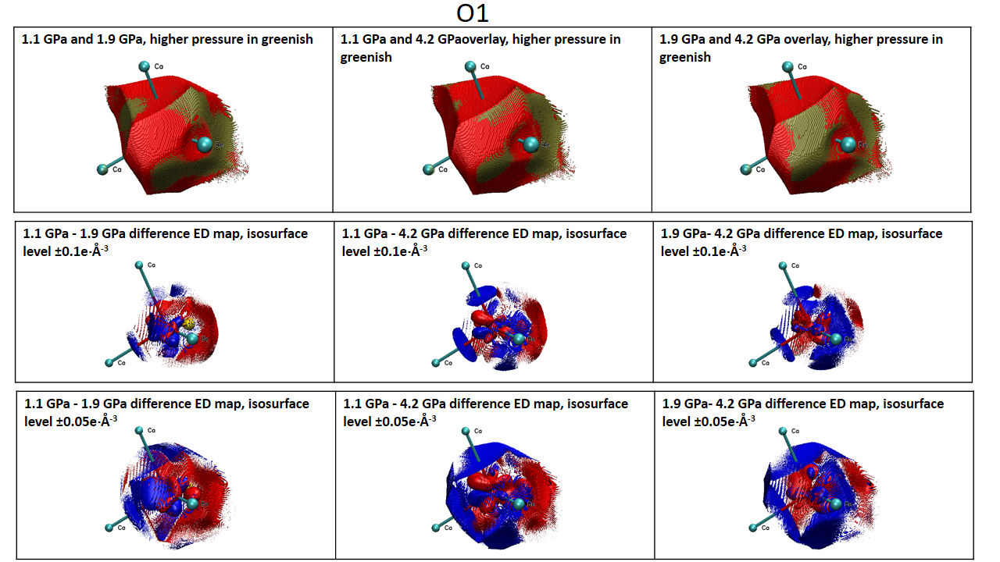 O1
1.1 GPa and 1.9 GPa, higher pressure in greenish
1.1 GPa and 4.2 GPaoverlay, higher pressure in
greenish
1.9 GPa and 4.2 GPa overlay, higher pressure in
greenish
Ca
Ca
Ca
Ca
Ca
Ca
1.1 GPa - 1.9 GPa difference ED map, isosurface
level ±0.1e·Å⁻³
1.1 GPa - 4.2 GPa difference ED map, isosurface
level ±0.1e·Å⁻³
1.9 GPa- 4.2 GPa difference ED map, isosurface
level ±0.1e·Å⁻³
Ca
Ca
Ca
Ca
Ca
Ca
1.1 GPa - 1.9 GPa difference ED map, isosurface
level ±0.05e·Å⁻³
1.1 GPa - 4.2 GPa difference ED map, isosurface
level ±0.05e·Å⁻³
1.9 GPa- 4.2 GPa difference ED map, isosurface
level ±0.05e·Å⁻³
Ca
Ca
Ca
Ca
Ca
Ca